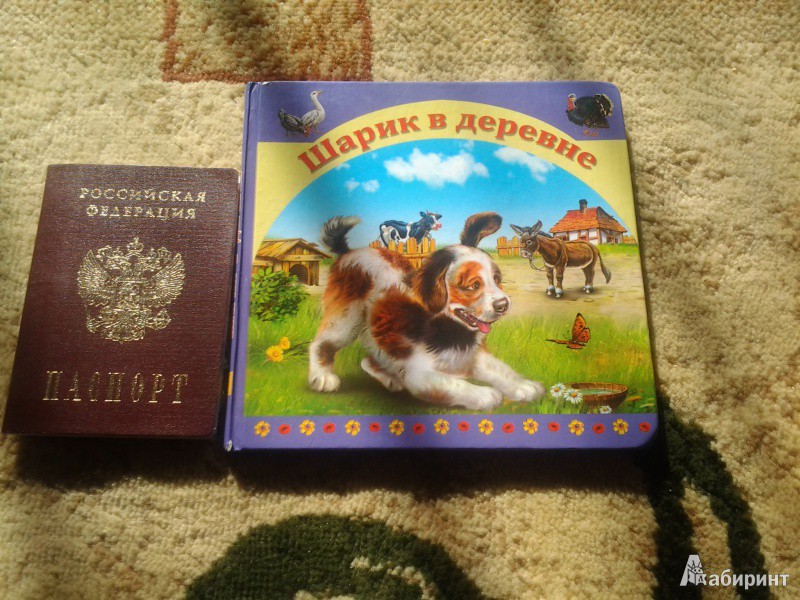 РОССИЙСКАЯ
ФЕДЕРАЦИЯ
ПАСПОРТ
Шарик в деревне
Лабиринт